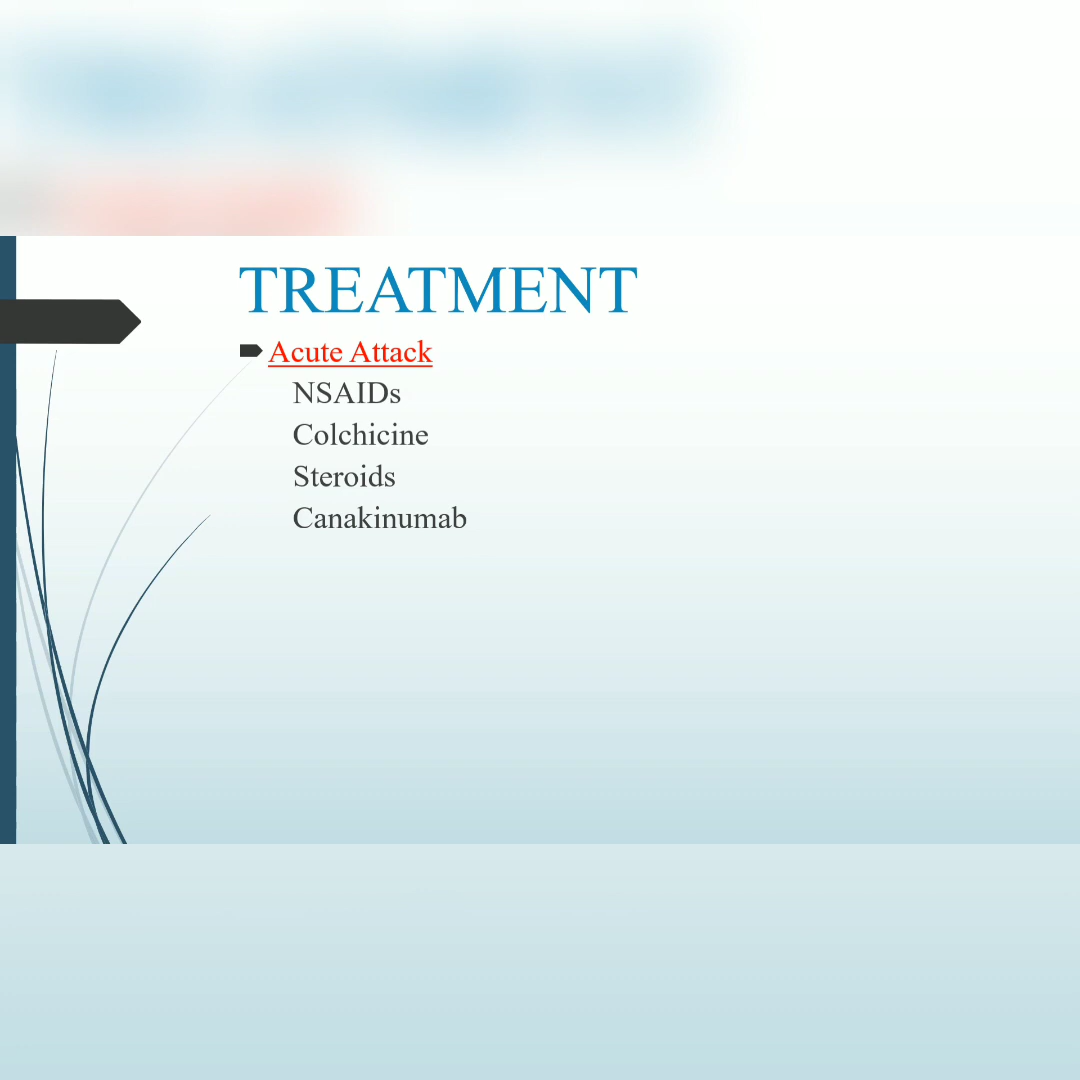 TREATMENT
Acute Attack
NSAIDs
Colchicine
Steroids
Canakinumab